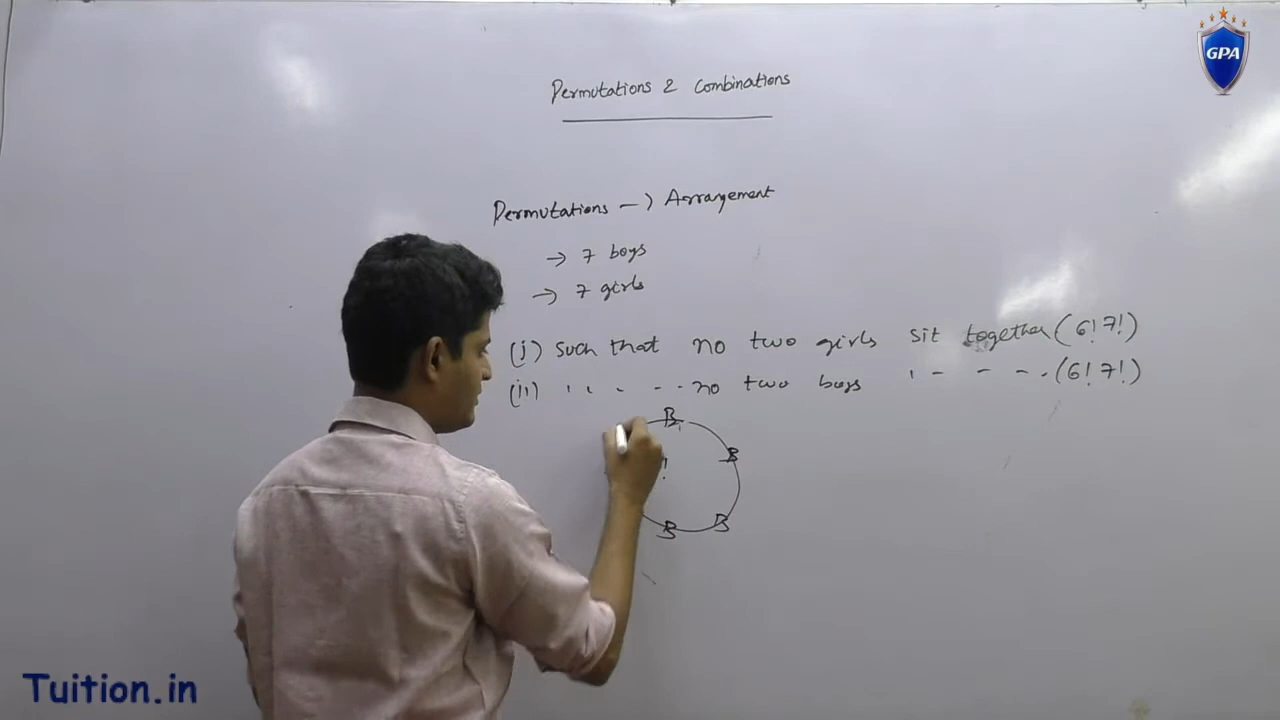 GPA
Permutations & Combinations
Permutations -> Arrangement
-> 7 boys
-> 7 girls
(i) such that no two girls sit together (6! 7!)
(ii) no two boys (6! 7!)
B
B
B
B
!
Tuition.in